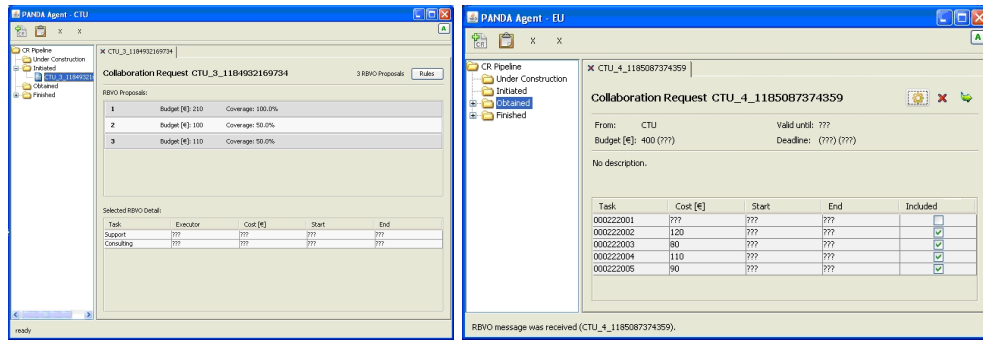 PANDA Agent - CTU
CR
x x
A
CR Pipeline
Under Construction
Initiated
CTU_3_11849321
Obtained
Finished
x CTU_3_1184932169734
Collaboration Request CTU_3_1184932169734
3 RBVO Proposals
Rules
RBVO Proposals:
1 Budget [€]: 210 Coverage: 100.0%
2 Budget [€]: 100 Coverage: 50.0%
3 Budget [€]: 110 Coverage: 50.0%
Selected RBVO Detail:
Task Executor Cost [€] Start End
Support ??? ??? ??? ???
Consulting ??? ??? ??? ???
ready
PANDA Agent - EU
CR
x x
A
CR Pipeline
Under Construction
Initiated
Obtained
Finished
x CTU_4_1185087374359
Collaboration Request CTU_4_1185087374359
From: CTU Valid until: ???
Budget [€]: 400 (???) Deadline: (???) (???)
No description.
Task Cost [€] Start End Included
000222001 ??? ??? ???
000222002 120 ??? ???
000222003 80 ??? ???
000222004 110 ??? ???
000222005 90 ??? ???
RBVO message was received (CTU_4_1185087374359).